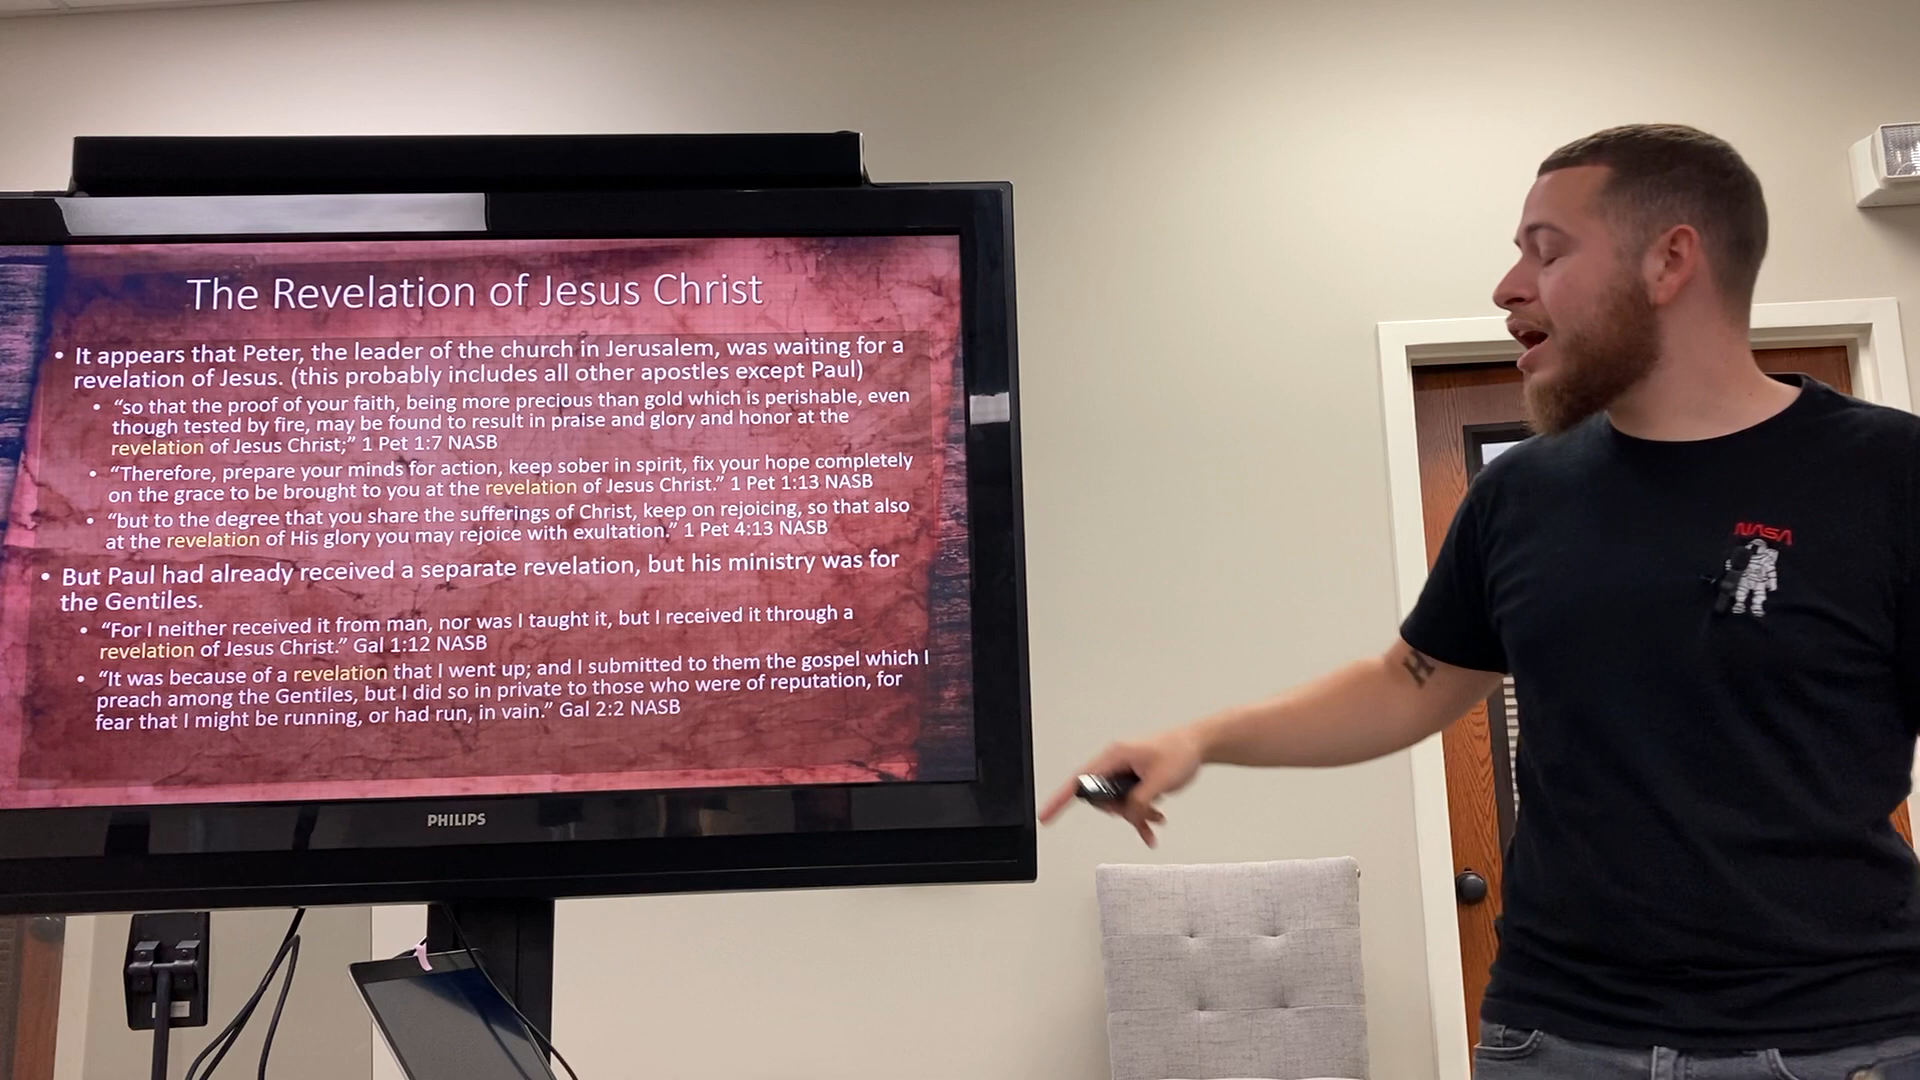 The Revelation of Jesus Christ
• It appears that Peter, the leader of the church in Jerusalem, was waiting for a
revelation of Jesus. (this probably includes all other apostles except Paul)
• “so that the proof of your faith, being more precious than gold which is perishable, even
though tested by fire, may be found to result in praise and glory and honor at the
revelation of Jesus Christ;” 1 Pet 1:7 NASB
• “Therefore, prepare your minds for action, keep sober in spirit, fix your hope completely
on the grace to be brought to you at the revelation of Jesus Christ.” 1 Pet 1:13 NASB
• “but to the degree that you share the sufferings of Christ, keep on rejoicing, so that also
at the revelation of His glory you may rejoice with exultation.” 1 Pet 4:13 NASB
• But Paul had already received a separate revelation, but his ministry was for
the Gentiles.
• “For I neither received it from man, nor was I taught it, but I received it through a
revelation of Jesus Christ.” Gal 1:12 NASB
• “It was because of a revelation that I went up; and I submitted to them the gospel which I
preach among the Gentiles, but I did so in private to those who were of reputation, for
fear that I might be running, or had run, in vain.” Gal 2:2 NASB
PHILIPS
NASA